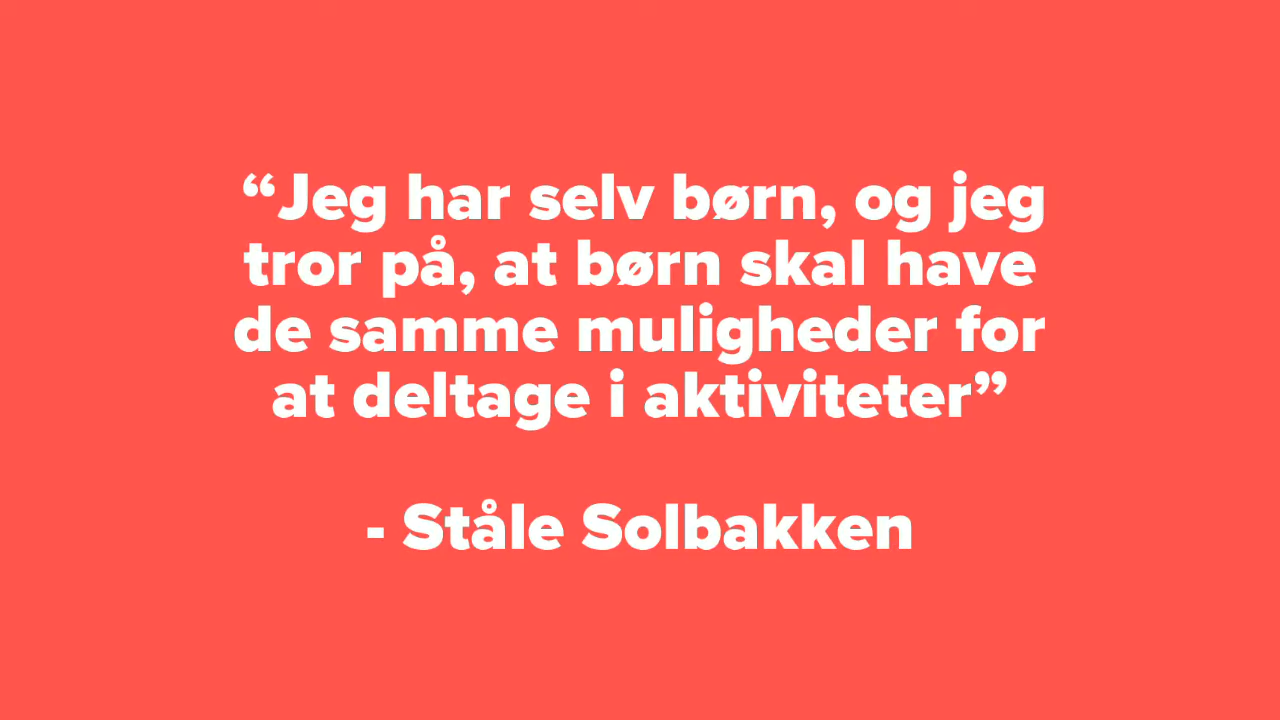 “Jeg har selv børn, og jeg
tror på, at børn skal have
de samme muligheder for
at deltage i aktiviteter”
- Ståle Solbakken